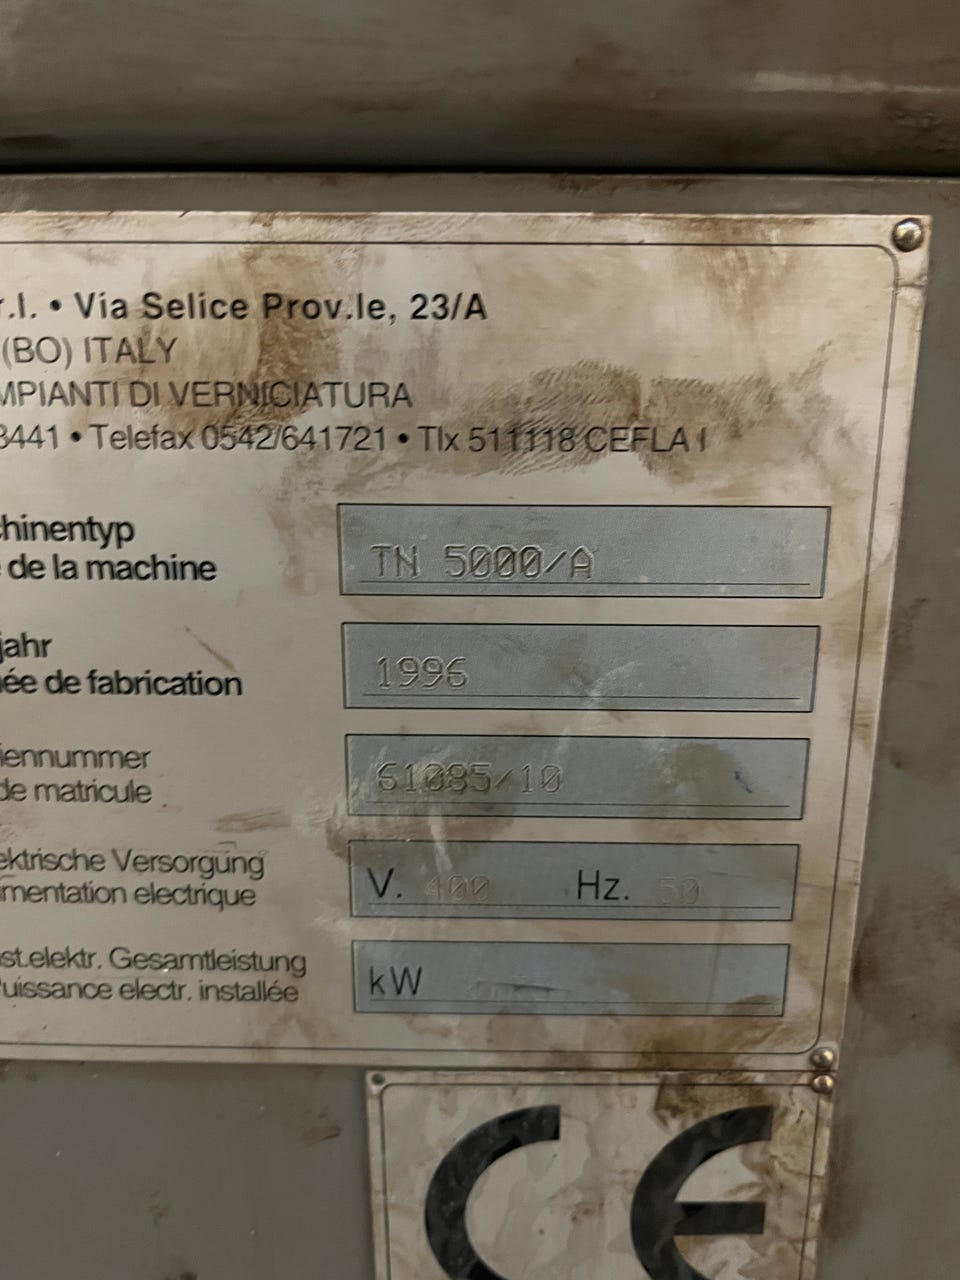 r.l. • Via Selice Prov.le, 23/A
(BO) ITALY
MPIANTI DI VERNICIATURA
3441 • Telefax 0542/641721 • Tlx 511118 CEFLA I
chinentyp
de la machine
TN 5000/A
jahr
ée de fabrication
1996
iennummer
de matricule
61085/10
ektrische Versorgung
mentation electrique
V. 400 Hz. 50
st.elektr. Gesamtleistung
Puissance electr. installée
kW
CE